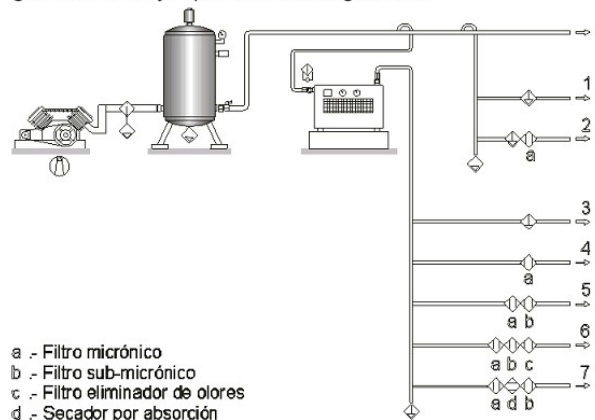 1
2
a
3
4
a
5
a b
6
a b c
7
a d b
a .- Filtro micrónico
b .- Filtro sub-micrónico
c .- Filtro eliminador de olores
d .- Secador por absorción